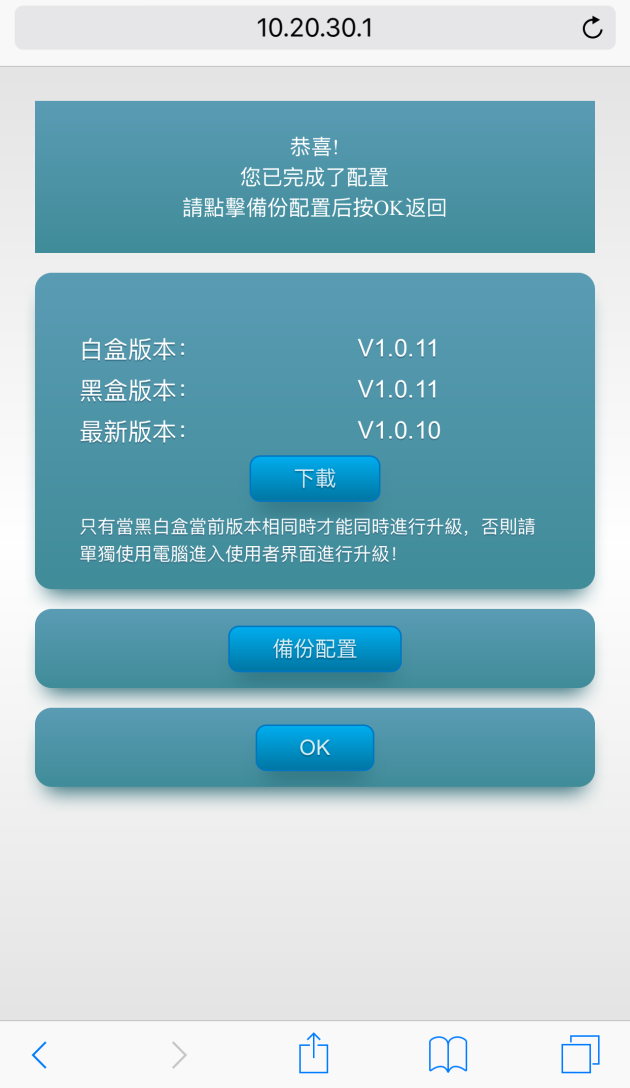 10.20.30.1
恭喜!
您已完成了配置
請點擊備份配置后按OK返回
白盒版本: V1.0.11
黑盒版本: V1.0.11
最新版本: V1.0.10
下載
只有當黑白盒當前版本相同時才能同時進行升級，否則請
單獨使用電腦進入使用者界面進行升級!
備份配置
OK